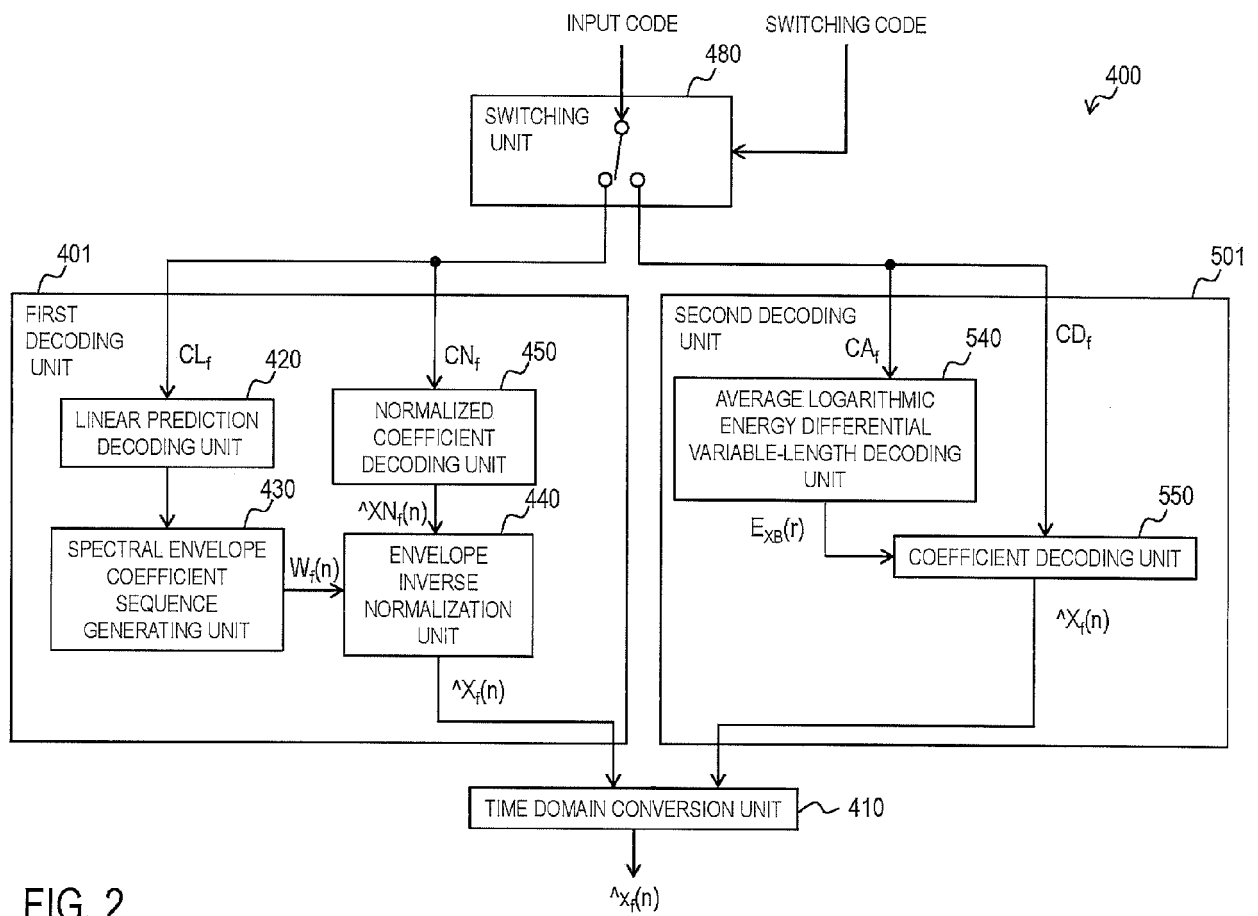 INPUT CODE
SWITCHING CODE
480
400
SWITCHING
UNIT
401
501
FIRST
DECODING
UNIT
CL_f
420
CN_f
450
LINEAR PREDICTION
DECODING UNIT
NORMALIZED
COEFFICIENT
DECODING UNIT
430
^XN_f(n)
440
SPECTRAL ENVELOPE
COEFFICIENT
SEQUENCE
GENERATING UNIT
W_f(n)
ENVELOPE
INVERSE
NORMALIZATION
UNIT
^X_f(n)
SECOND DECODING
UNIT
CA_f
540
CD_f
AVERAGE LOGARITHMIC
ENERGY DIFFERENTIAL
VARIABLE-LENGTH DECODING
UNIT
E_XB(r)
550
COEFFICIENT DECODING UNIT
^X_f(n)
TIME DOMAIN CONVERSION UNIT
410
^x_f(n)
FIG. 2